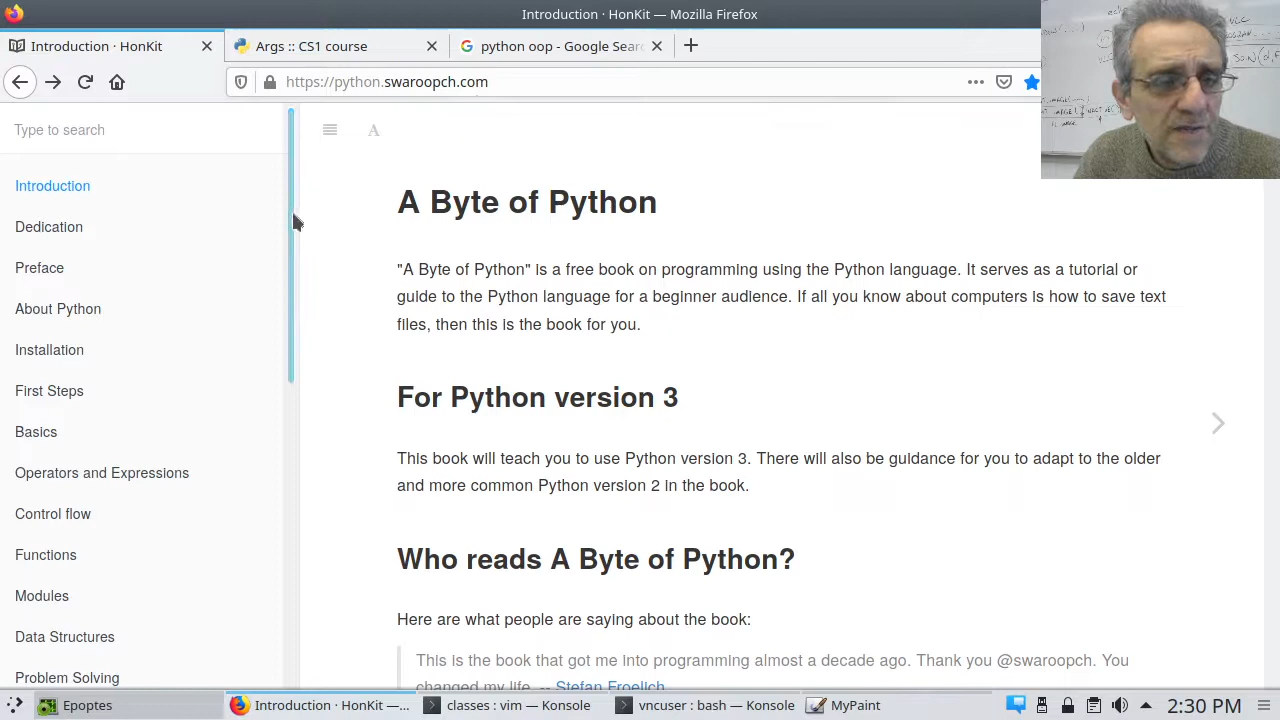 Introduction · HonKit — Mozilla Firefox
Introduction · HonKit
Args :: CS1 course
python oop - Google Sear
https://python.swaroopch.com
Type to search
Introduction
Dedication
Preface
About Python
Installation
First Steps
Basics
Operators and Expressions
Control flow
Functions
Modules
Data Structures
Problem Solving
A
A Byte of Python
"A Byte of Python" is a free book on programming using the Python language. It serves as a tutorial or
guide to the Python language for a beginner audience. If all you know about computers is how to save text
files, then this is the book for you.
For Python version 3
This book will teach you to use Python version 3. There will also be guidance for you to adapt to the older
and more common Python version 2 in the book.
Who reads A Byte of Python?
Here are what people are saying about the book:
This is the book that got me into programming almost a decade ago. Thank you @swaroopch. You
changed my life. -- Stefan Froelich
Epoptes
Introduction · HonKit —...
classes : vim — Konsole
vncuser : bash — Konsole
MyPaint
2:30 PM